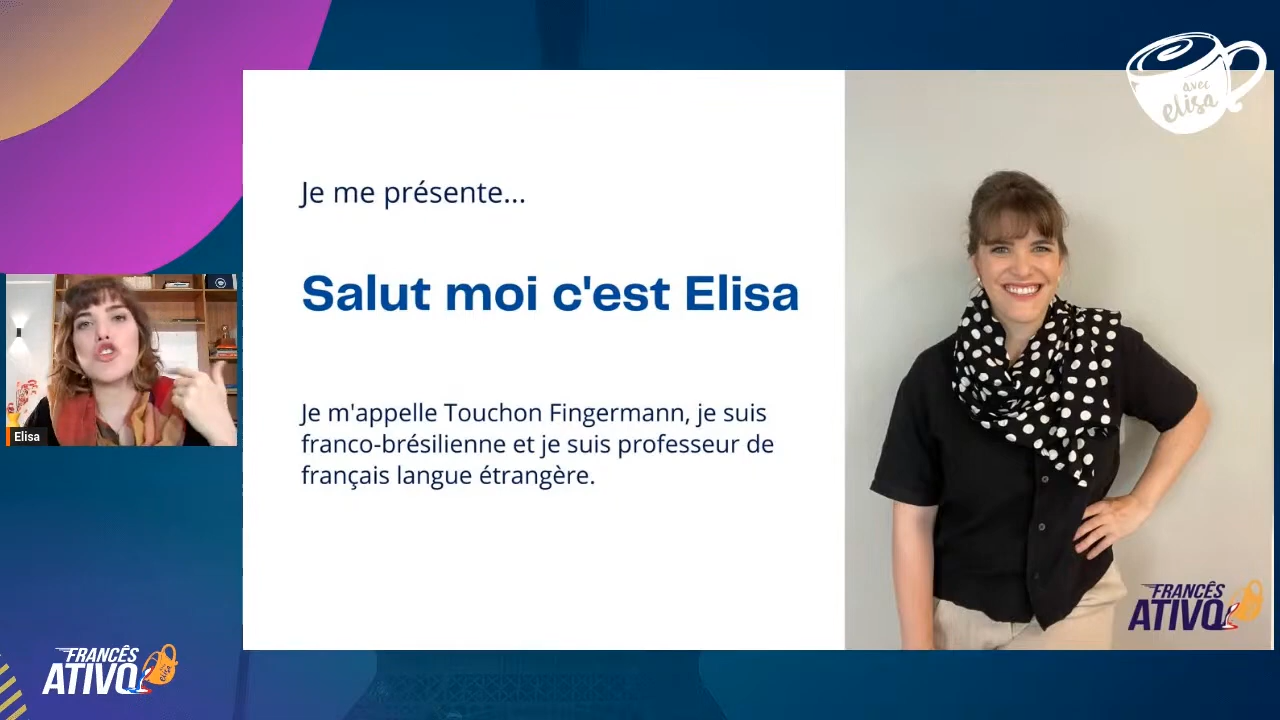 avec
elisa
Je me présente...
Salut moi c'est Elisa
Je m'appelle Touchon Fingermann, je suis
franco-brésilienne et je suis professeur de
français langue étrangère.
Elisa
FRANCÊS
ATIVO
FRANCÊS
ATIVO
elisa